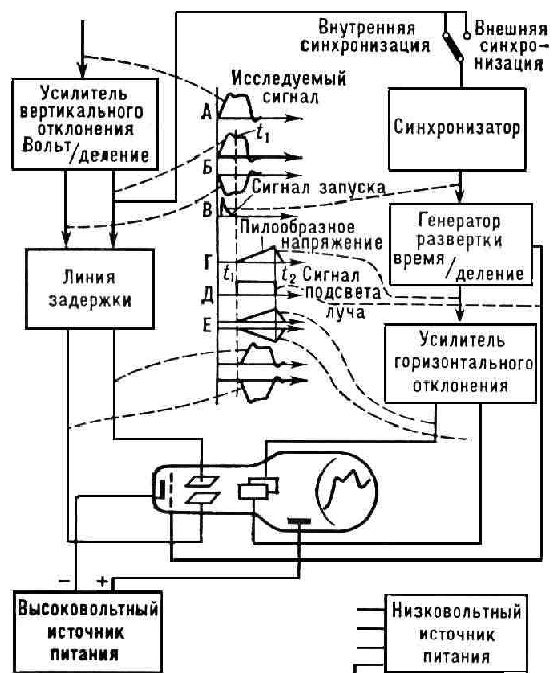 Внутренняя
синхронизация
Внешняя
синхро-
низация
Усилитель
вертикального
отклонения
Вольт/деление
Исследуемый
сигнал
А
t₁
Б
Синхронизатор
Сигнал запуска
В
Пилообразное
напряжение
Г
t₁
t₂
Сигнал
подсвета
луча
Д
Е
Генератор
развертки
время/деление
Линия
задержки
Усилитель
горизонтального
отклонения
− +
Высоковольтный
источник
питания
Низковольтный
источник
питания